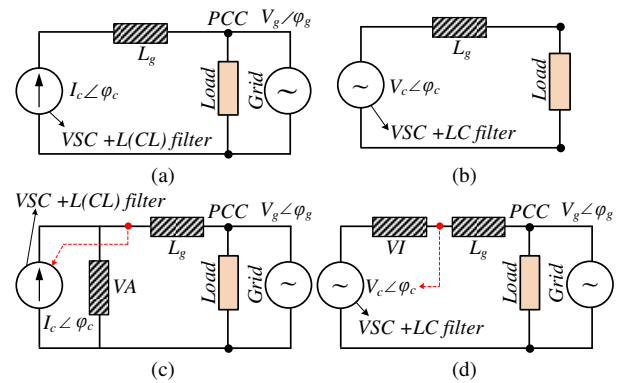 PCC
V_g/φ_g
L_g
I_c∠φ_c
Load
Grid
~
VSC +L(CL) filter
(a)
L_g
~
V_c∠φ_c
Load
VSC +LC filter
(b)
VSC +L(CL) filter
PCC
V_g∠φ_g
L_g
VA
Load
Grid
~
I_c∠φ_c
(c)
PCC
V_g∠φ_g
VI
L_g
~
V_c∠φ_c
Load
Grid
~
VSC +LC filter
(d)